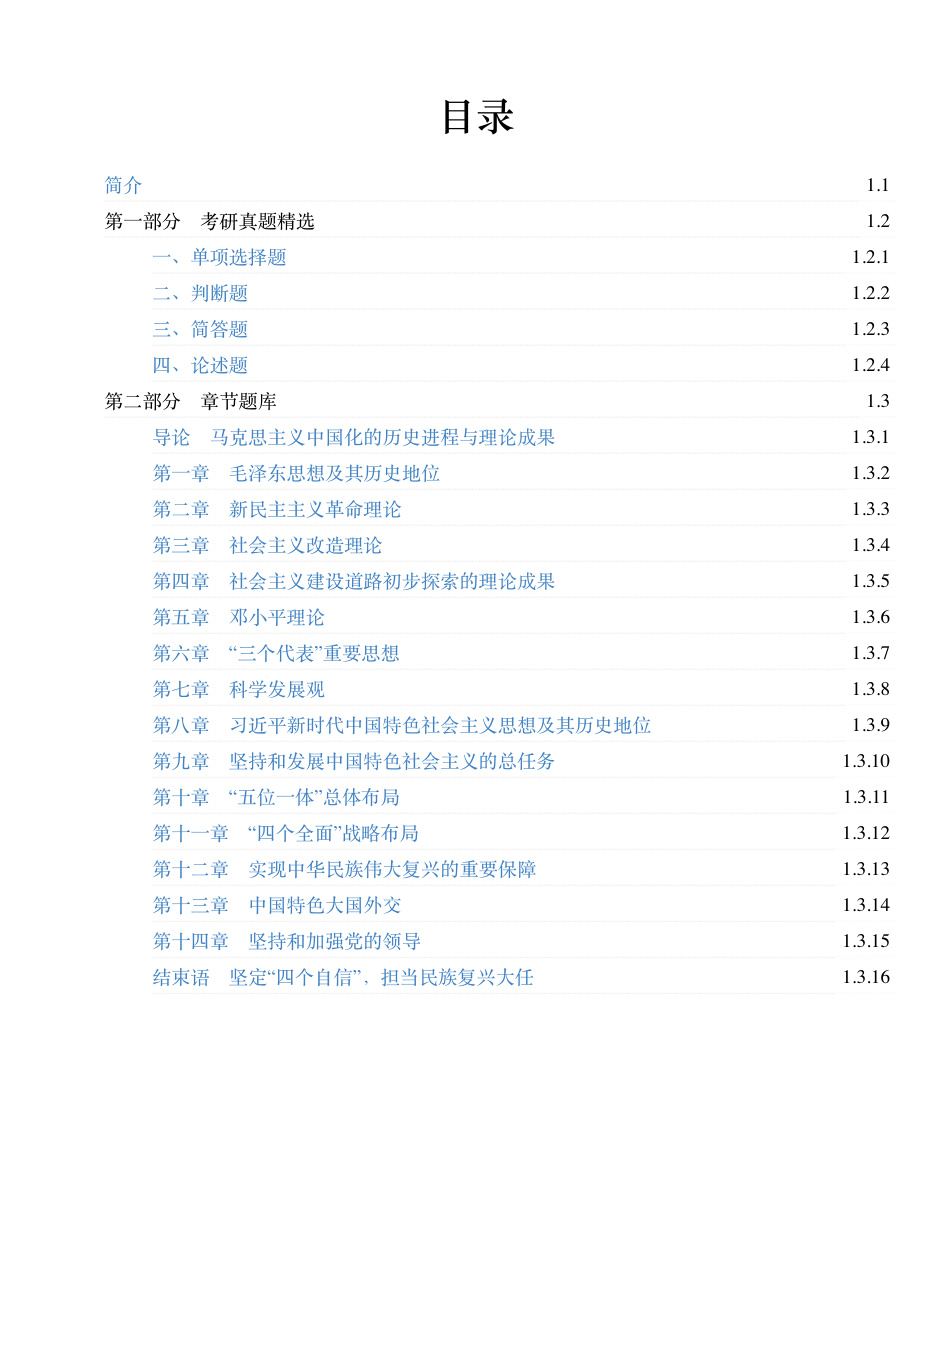 目录
简介 1.1
第一部分　考研真题精选 1.2
一、单项选择题 1.2.1
二、判断题 1.2.2
三、简答题 1.2.3
四、论述题 1.2.4
第二部分　章节题库 1.3
导论　马克思主义中国化的历史进程与理论成果 1.3.1
第一章　毛泽东思想及其历史地位 1.3.2
第二章　新民主主义革命理论 1.3.3
第三章　社会主义改造理论 1.3.4
第四章　社会主义建设道路初步探索的理论成果 1.3.5
第五章　邓小平理论 1.3.6
第六章　“三个代表”重要思想 1.3.7
第七章　科学发展观 1.3.8
第八章　习近平新时代中国特色社会主义思想及其历史地位 1.3.9
第九章　坚持和发展中国特色社会主义的总任务 1.3.10
第十章　“五位一体”总体布局 1.3.11
第十一章　“四个全面”战略布局 1.3.12
第十二章　实现中华民族伟大复兴的重要保障 1.3.13
第十三章　中国特色大国外交 1.3.14
第十四章　坚持和加强党的领导 1.3.15
结束语　坚定“四个自信”，担当民族复兴大任 1.3.16